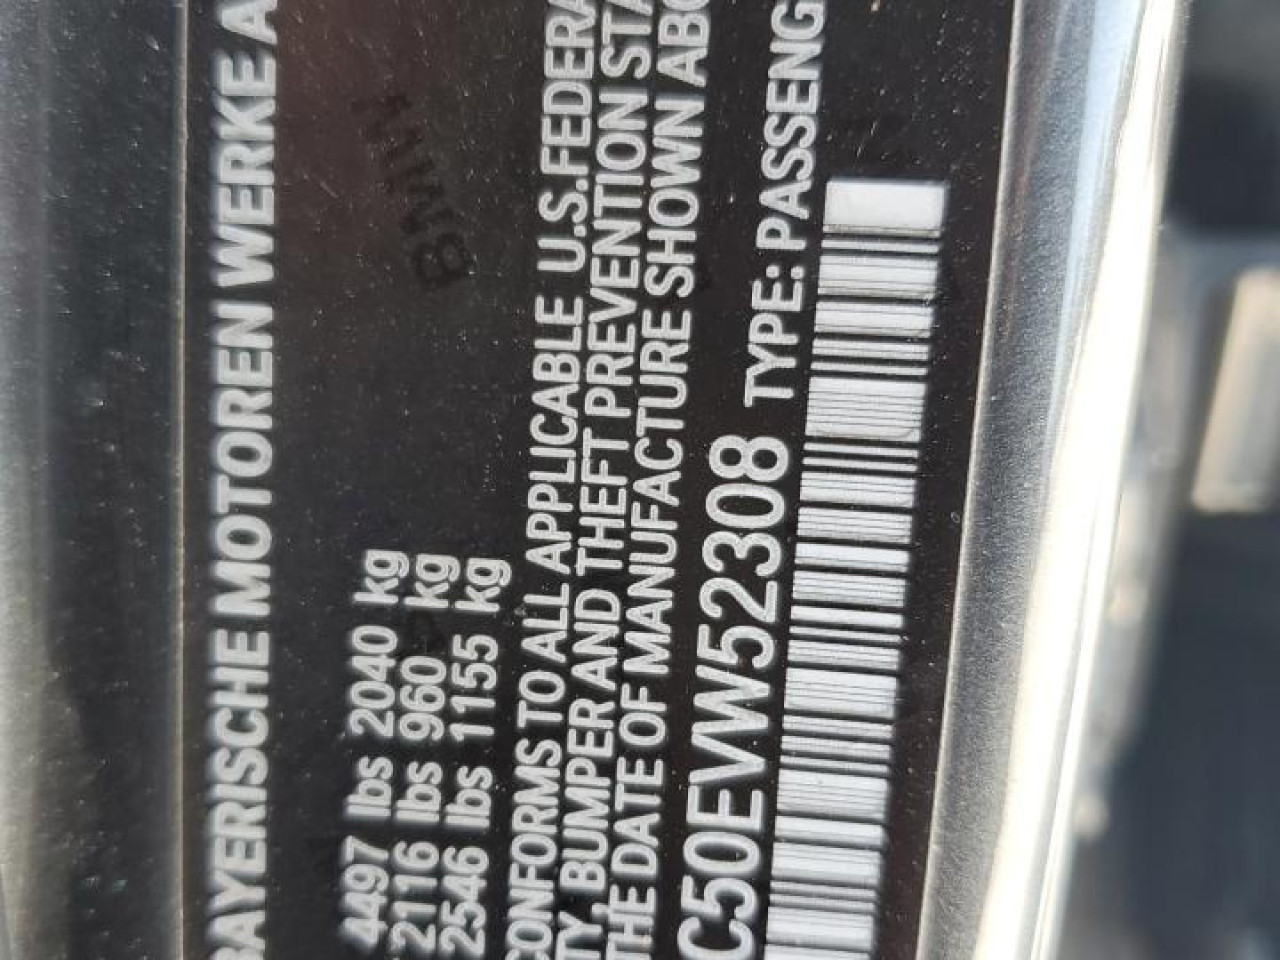 BAYERISCHE MOTOREN WERKE A
4497 lbs 2040 kg
2116 lbs 960 kg
2546 lbs 1155 kg
CONFORMS TO ALL APPLICABLE U.S.FEDERA
TY, BUMPER AND THEFT PREVENTION STA
THE DATE OF MANUFACTURE SHOWN ABO
C50EVW52308 TYPE: PASSENG
BMW